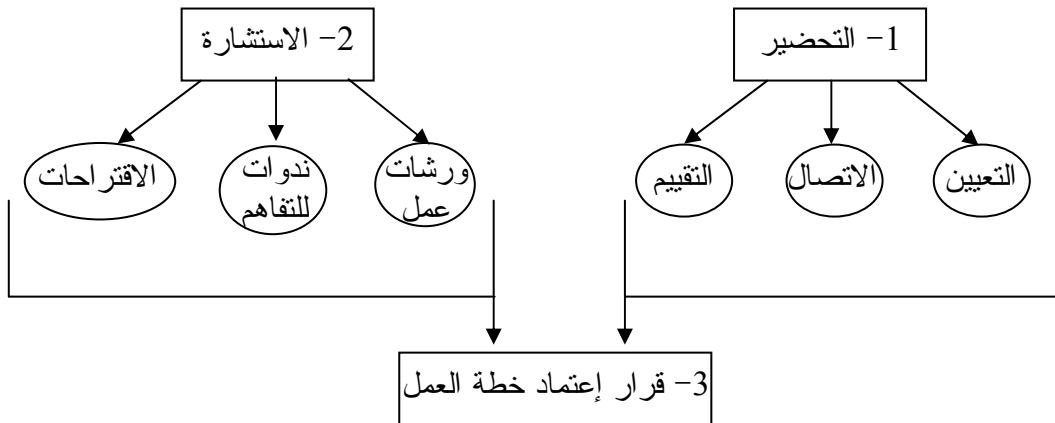 1- التحضير
2- الاستشارة
التعيين
الاتصال
التقييم
ورشات
عمل
ندوات
للتفاهم
الاقتراحات
3- قرار إعتماد خطة العمل